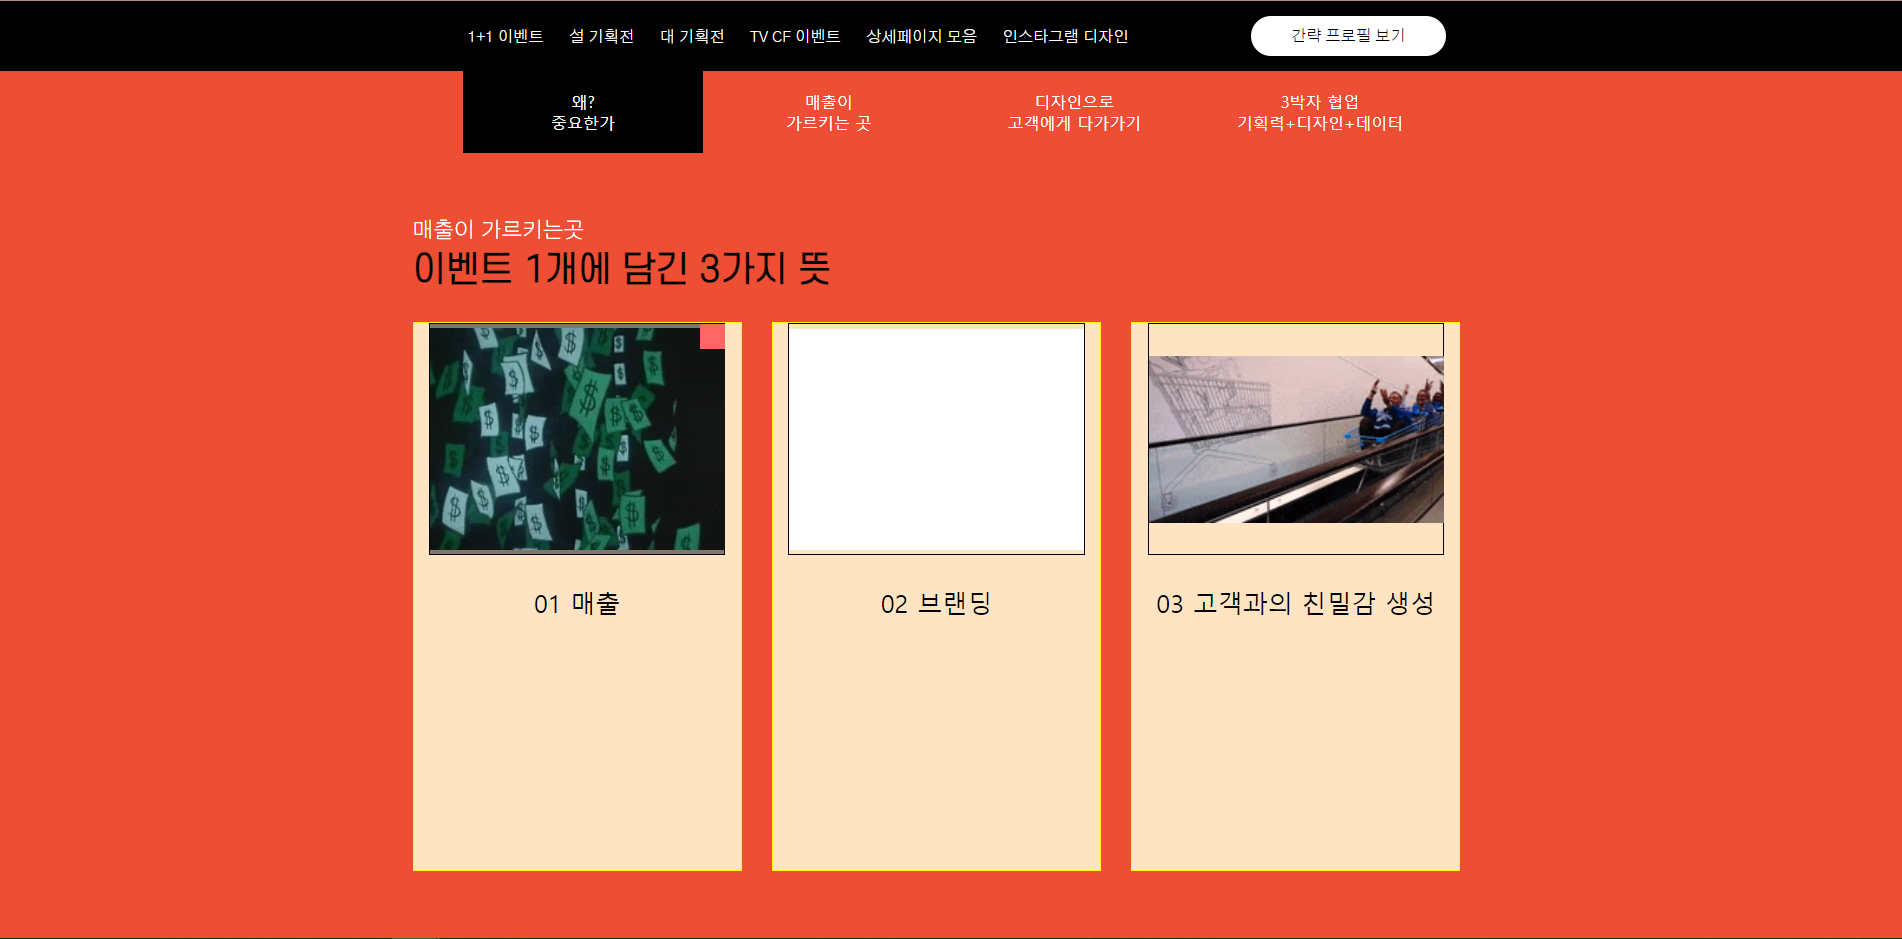 1+1 이벤트 설 기획전 대 기획전 TV CF 이벤트 상세페이지 모음 인스타그램 디자인 간략 프로필 보기
왜?
중요한가
매출이
가르키는 곳
디자인으로
고객에게 다가가기
3박자 협업
기획력+디자인+데이터
매출이 가르키는곳
이벤트 1개에 담긴 3가지 뜻
01 매출
02 브랜딩
03 고객과의 친밀감 생성